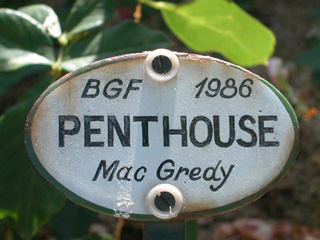 BGF 1986
PENTHOUSE
Mac Gredy